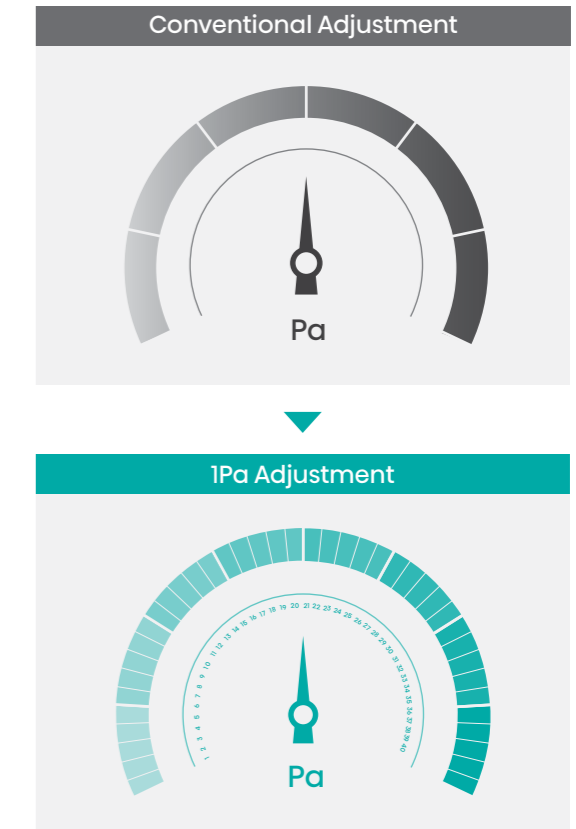 Conventional Adjustment
Pa
1Pa Adjustment
1 2 3 4 5 6 7 8 9 10 11 12 13 14 15 16 17 18 19 20 21 22 23 24 25 26 27 28 29 30 31 32 33 34 35 36 37 38 39 40
Pa